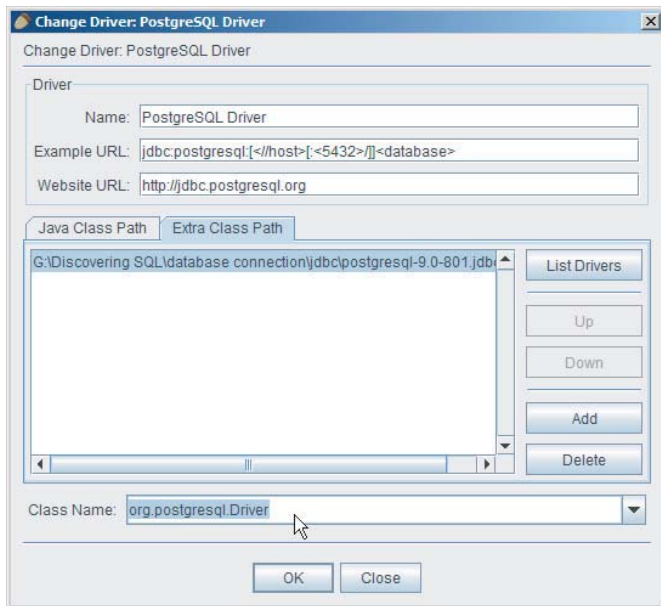 Change Driver: PostgreSQL Driver
Change Driver: PostgreSQL Driver
Driver
Name: PostgreSQL Driver
Example URL: jdbc:postgresql:[<//host>[:<5432>/]]<database>
Website URL: http://jdbc.postgresql.org
Java Class Path Extra Class Path
G:\Discovering SQL\database connection\jdbc\postgresql-9.0-801.jdbc
List Drivers
Up
Down
Add
Delete
Class Name: org.postgresql.Driver
OK Close